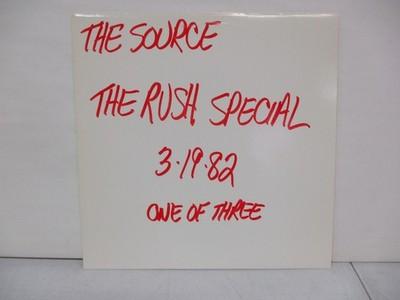 THE SOURCE
THE RUSH SPECIAL
3·19·82
ONE OF THREE